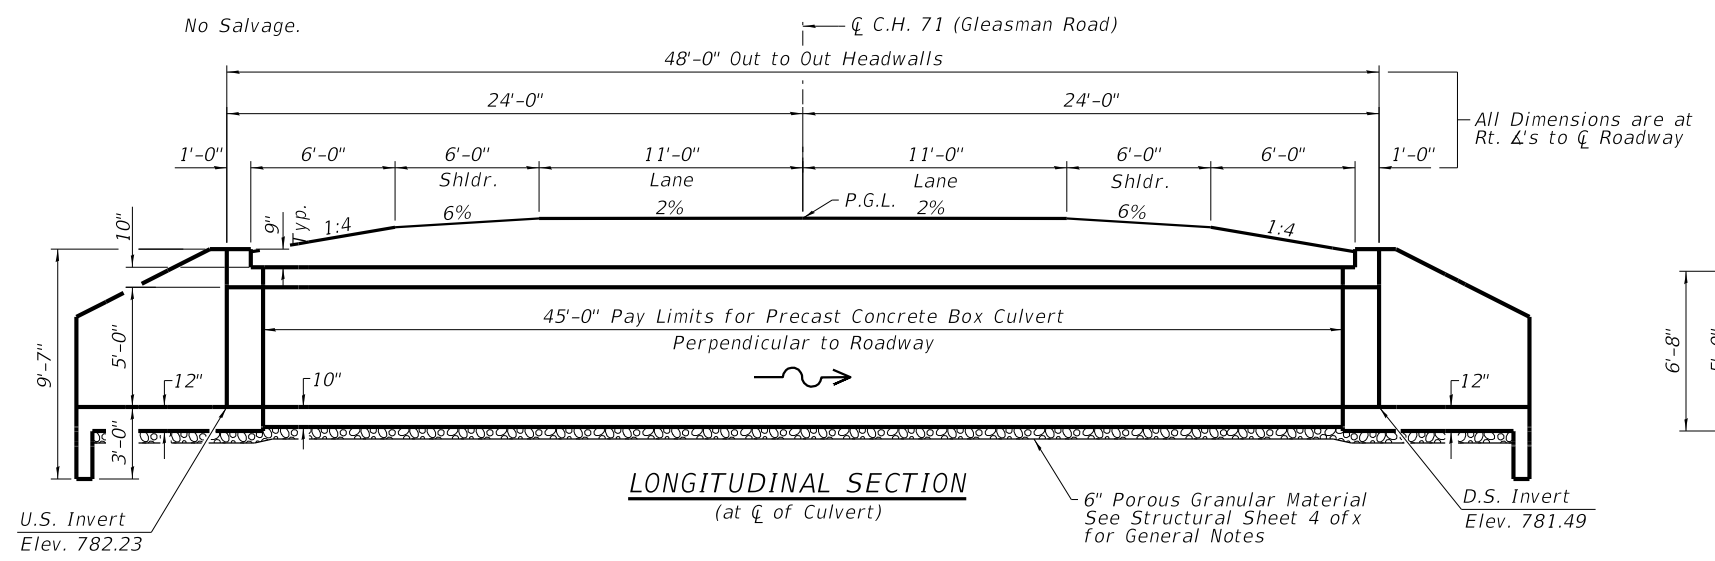 No Salvage.
℄ C.H. 71 (Gleasman Road)
48'-0" Out to Out Headwalls
24'-0"
24'-0"
All Dimensions are at
Rt. ∡'s to ℄ Roadway
1'-0"
6'-0"
6'-0"
11'-0"
11'-0"
6'-0"
6'-0"
1'-0"
Shldr.
Lane
Lane
Shldr.
P.G.L.
10"
9"
Typ.
1:4
6%
2%
2%
6%
1:4
45'-0" Pay Limits for Precast Concrete Box Culvert
Perpendicular to Roadway
9'-7"
5'-0"
6'-8"
12"
10"
12"
3'-0"
LONGITUDINAL SECTION
(at ℄ of Culvert)
6" Porous Granular Material
See Structural Sheet 4 ofx
for General Notes
U.S. Invert
Elev. 782.23
D.S. Invert
Elev. 781.49